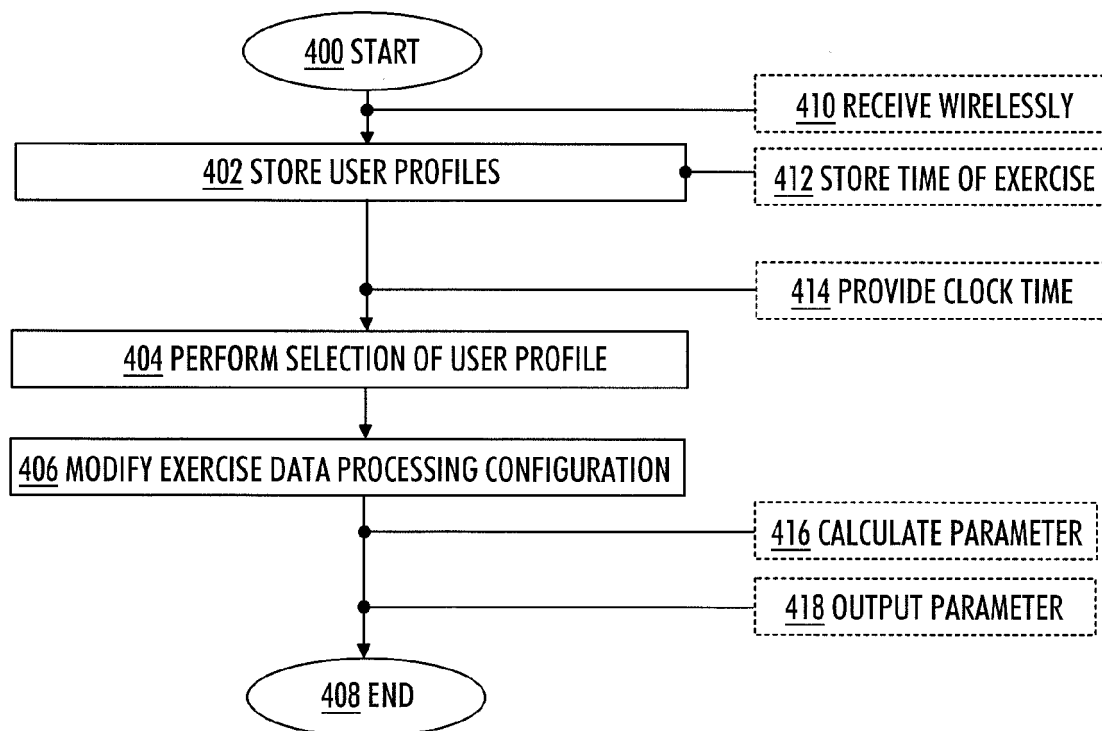 400 START
410 RECEIVE WIRELESSLY
402 STORE USER PROFILES
412 STORE TIME OF EXERCISE
414 PROVIDE CLOCK TIME
404 PERFORM SELECTION OF USER PROFILE
406 MODIFY EXERCISE DATA PROCESSING CONFIGURATION
416 CALCULATE PARAMETER
418 OUTPUT PARAMETER
408 END